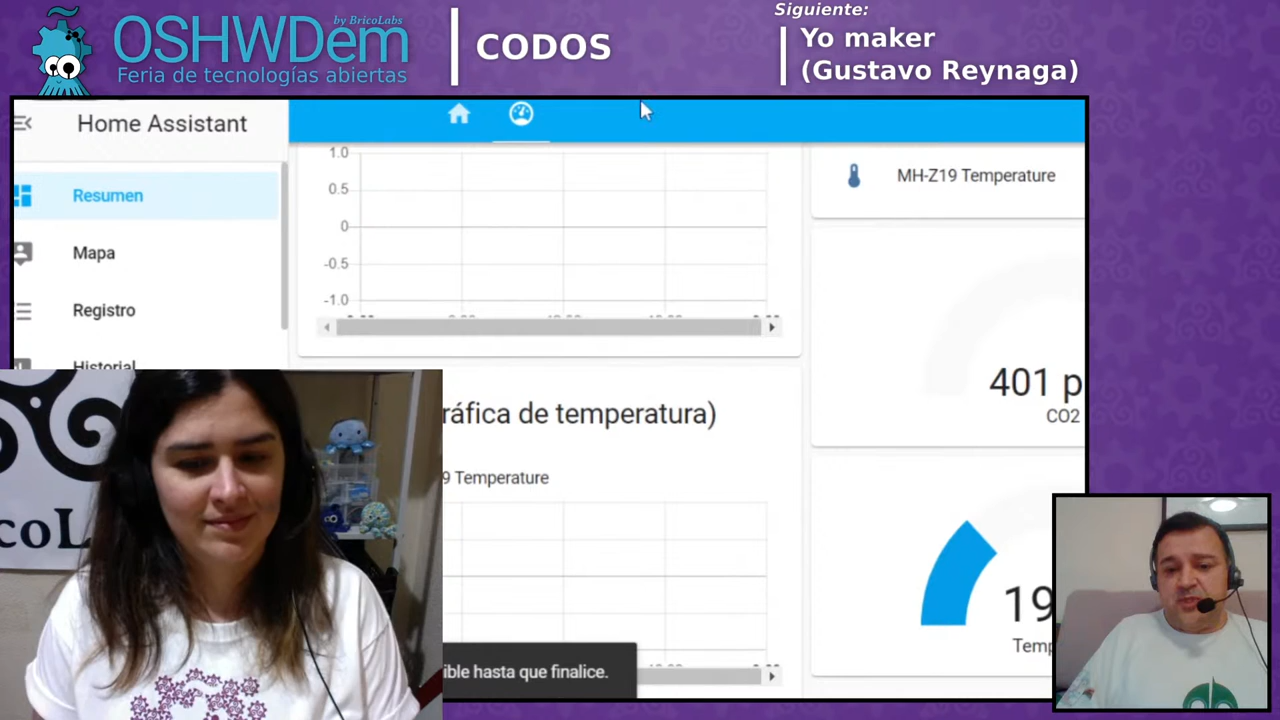 by BricoLabs
OSHWDem
Feria de tecnologías abiertas
CODOS
Siguiente:
Yo maker
(Gustavo Reynaga)
Home Assistant
Resumen
Mapa
Registro
Historial
1.0
0.5
0
-0.5
-1.0
ráfica de temperatura)
9 Temperature
ible hasta que finalice.
MH-Z19 Temperature
401 p
CO2
19
Temp
coL